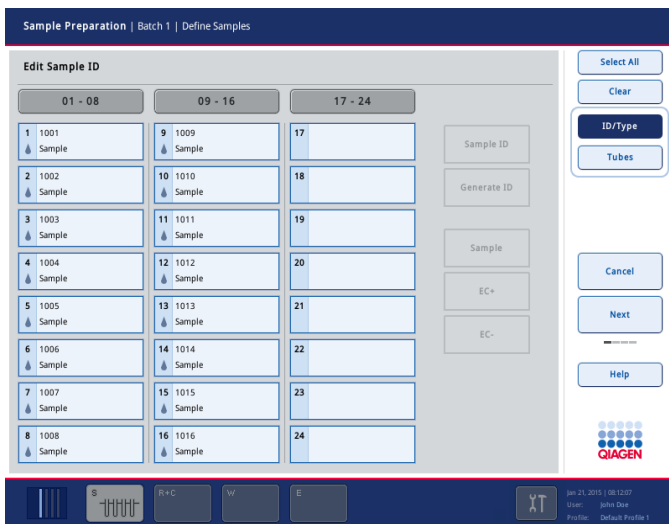 Sample Preparation | Batch 1 | Define Samples
Edit Sample ID
01 - 08
09 - 16
17 - 24
1 1001
Sample
2 1002
Sample
3 1003
Sample
4 1004
Sample
5 1005
Sample
6 1006
Sample
7 1007
Sample
8 1008
Sample
9 1009
Sample
10 1010
Sample
11 1011
Sample
12 1012
Sample
13 1013
Sample
14 1014
Sample
15 1015
Sample
16 1016
Sample
17
18
19
20
21
22
23
24
Sample ID
Generate ID
Sample
EC+
EC-
Select All
Clear
ID/Type
Tubes
Cancel
Next
Help
QIAGEN
S
R+C
W
E
Jan 21, 2015 | 08:12:07
User: John Doe
Profile: Default Profile 1